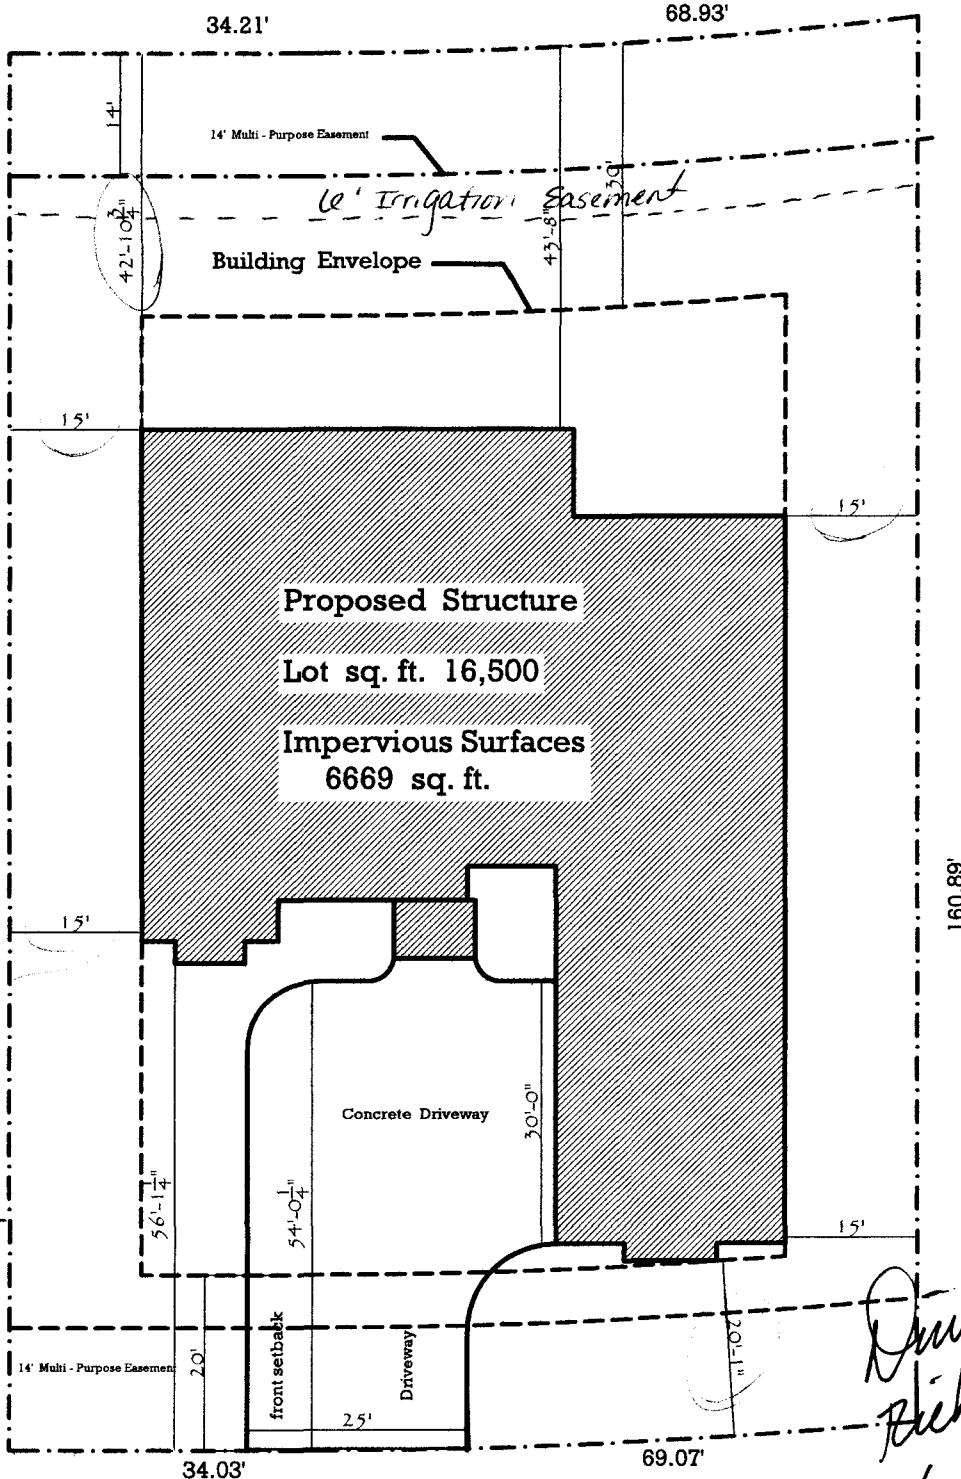 34.21'
68.93'
14'
14' Multi - Purpose Easement
6' Irrigation Easement
30'
42'-10 3/4"
43'-8"
Building Envelope
15'
15'
Proposed Structure
Lot sq. ft. 16,500
Impervious Surfaces
6669 sq. ft.
160.89'
15'
Concrete Driveway
30'-0"
56'-1 1/4"
54'-0 1/4"
15'
14' Multi - Purpose Easement
20'
front setback
Driveway
20'-1"
25'
34.03'
69.07'